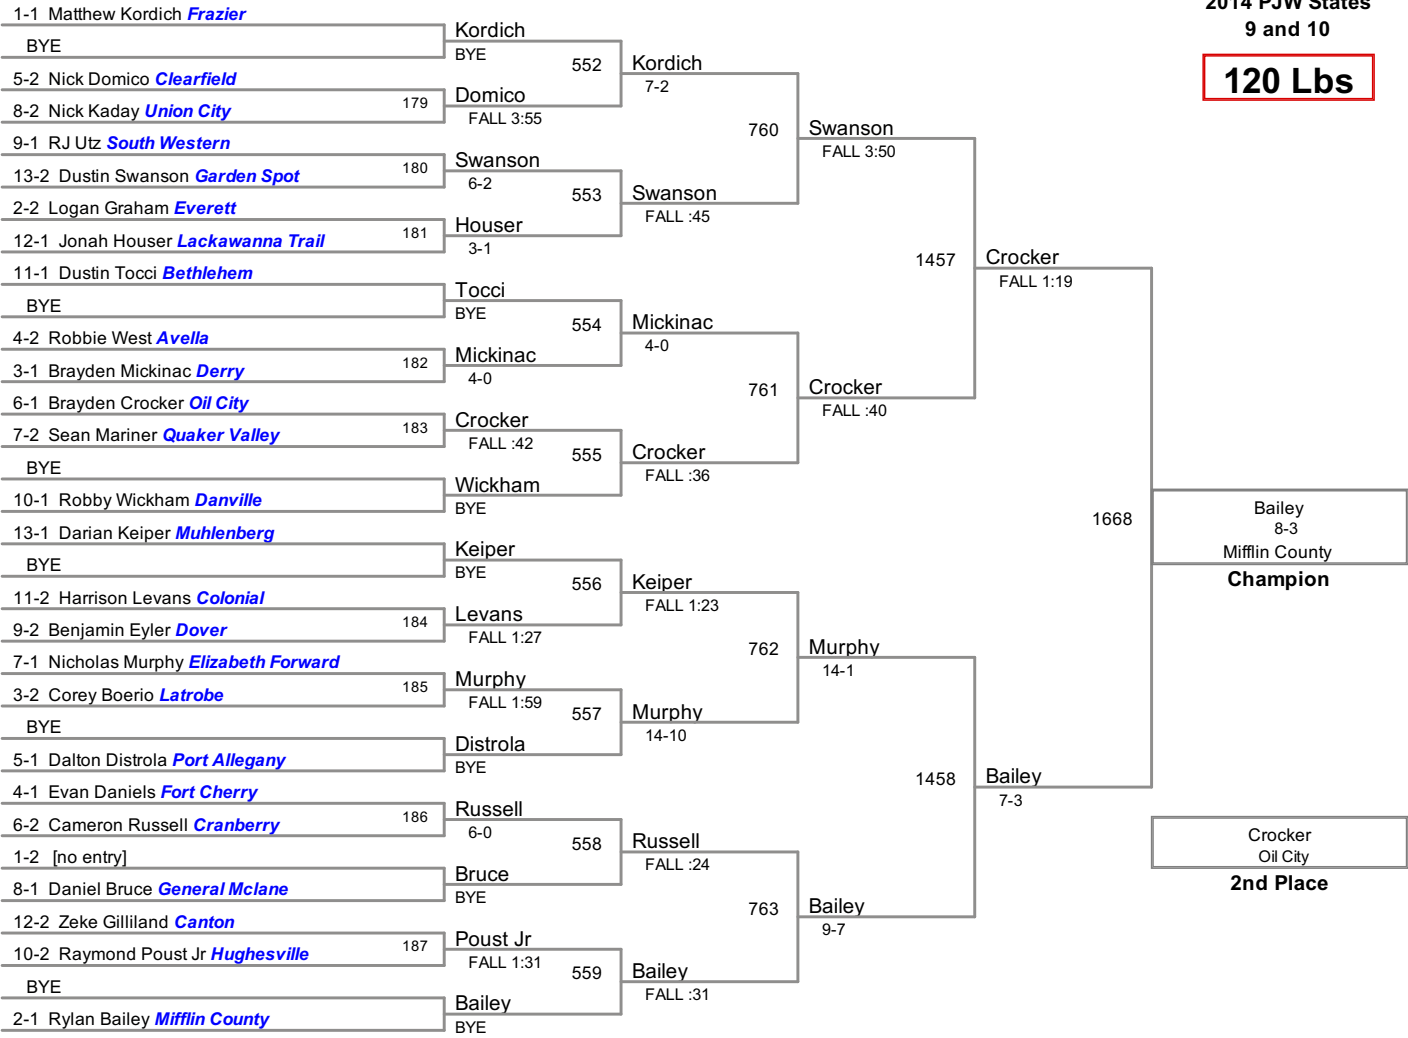 2014 PJW States
9 and 10
120 Lbs
1-1 Matthew Kordich Frazier
BYE
5-2 Nick Domico Clearfield
8-2 Nick Kaday Union City
9-1 RJ Utz South Western
13-2 Dustin Swanson Garden Spot
2-2 Logan Graham Everett
12-1 Jonah Houser Lackawanna Trail
11-1 Dustin Tocci Bethlehem
BYE
4-2 Robbie West Avella
3-1 Brayden Mickinac Derry
6-1 Brayden Crocker Oil City
7-2 Sean Mariner Quaker Valley
BYE
10-1 Robby Wickham Danville
13-1 Darian Keiper Muhlenberg
BYE
11-2 Harrison Levans Colonial
9-2 Benjamin Eyler Dover
7-1 Nicholas Murphy Elizabeth Forward
3-2 Corey Boerio Latrobe
BYE
5-1 Dalton Distrola Port Allegany
4-1 Evan Daniels Fort Cherry
6-2 Cameron Russell Cranberry
1-2 [no entry]
8-1 Daniel Bruce General Mclane
12-2 Zeke Gilliland Canton
10-2 Raymond Poust Jr Hughesville
BYE
2-1 Rylan Bailey Mifflin County
179
180
181
182
183
184
185
186
187
Kordich
BYE
Domico
FALL 3:55
Swanson
6-2
Houser
3-1
Tocci
BYE
Mickinac
4-0
Crocker
FALL :42
Wickham
BYE
Keiper
BYE
Levans
FALL 1:27
Murphy
FALL 1:59
Distrola
BYE
Russell
6-0
Bruce
BYE
Poust Jr
FALL 1:31
Bailey
BYE
552
553
554
555
556
557
558
559
Kordich
7-2
Swanson
FALL :45
Mickinac
4-0
Crocker
FALL :36
Keiper
FALL 1:23
Murphy
14-10
Russell
FALL :24
Bailey
FALL :31
760
761
762
763
Swanson
FALL 3:50
Crocker
FALL :40
Murphy
14-1
Bailey
9-7
1457
1458
Crocker
FALL 1:19
Bailey
7-3
1668
Bailey
8-3
Mifflin County
Champion
Crocker
Oil City
2nd Place